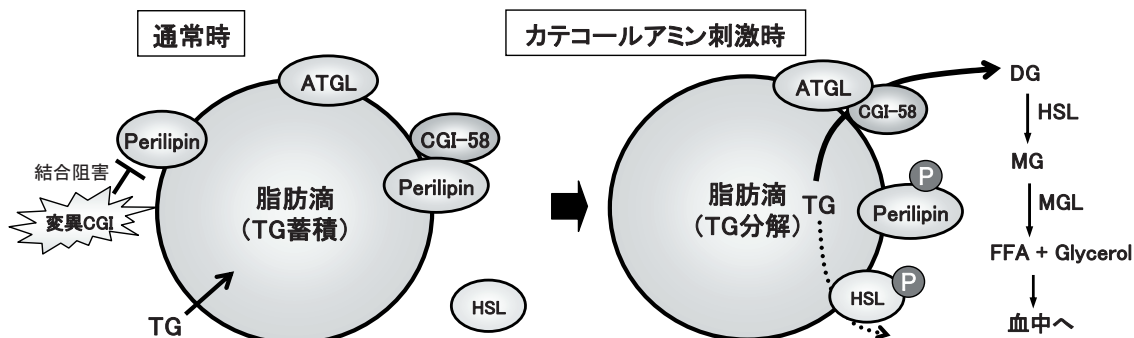 通常時
ATGL
Perilipin
CGI-58
Perilipin
結合阻害
変異CGI
脂肪滴
（TG蓄積）
TG
HSL
カテコールアミン刺激時
ATGL
CGI-58
脂肪滴
（TG分解）
TG
P
Perilipin
HSL
P
DG
HSL
MG
MGL
FFA + Glycerol
血中へ